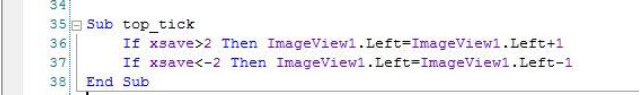 34
35 Sub top_tick
36 If xsave>2 Then ImageView1.Left=ImageView1.Left+1
37 If xsave<-2 Then ImageView1.Left=ImageView1.Left-1
38 End Sub